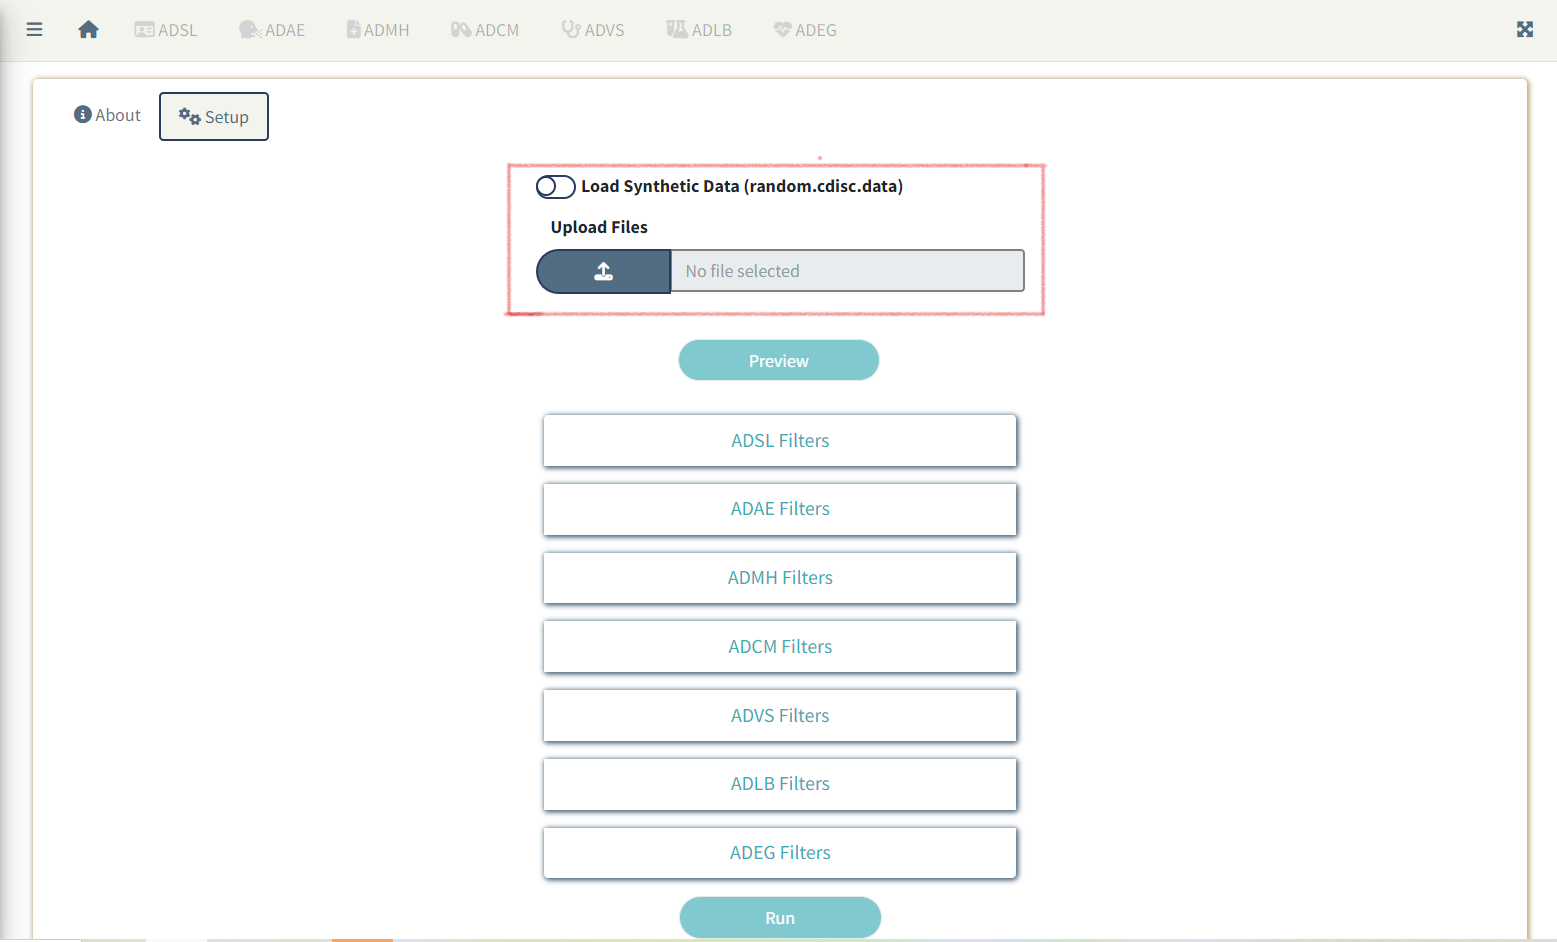 ADSL ADAE ADMH ADCM ADVS ADLB ADEG
About Setup
Load Synthetic Data (random.cdisc.data)
Upload Files
No file selected
Preview
ADSL Filters
ADAE Filters
ADMH Filters
ADCM Filters
ADVS Filters
ADLB Filters
ADEG Filters
Run